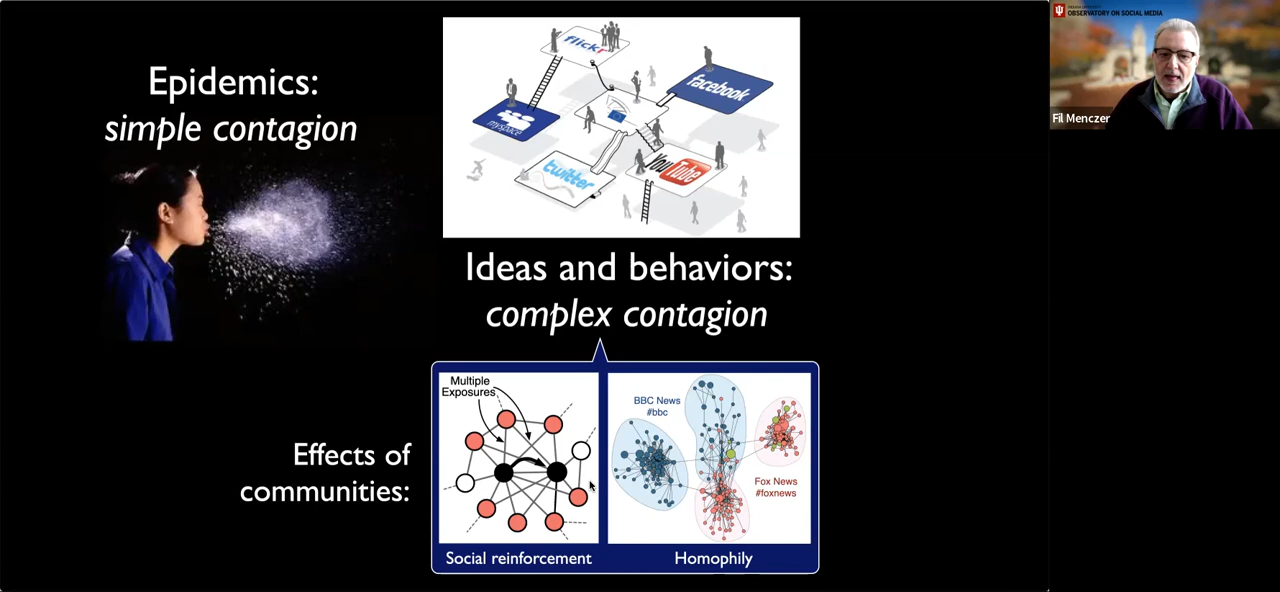 Epidemics:
simple contagion
flickr
facebook
myspace
twitter
YouTube
Ideas and behaviors:
complex contagion
Effects of
communities:
Multiple
Exposures
Social reinforcement
BBC News
#bbc
Fox News
#foxnews
Homophily
INDIANA UNIVERSITY
OBSERVATORY ON SOCIAL MEDIA
Fil Menczer